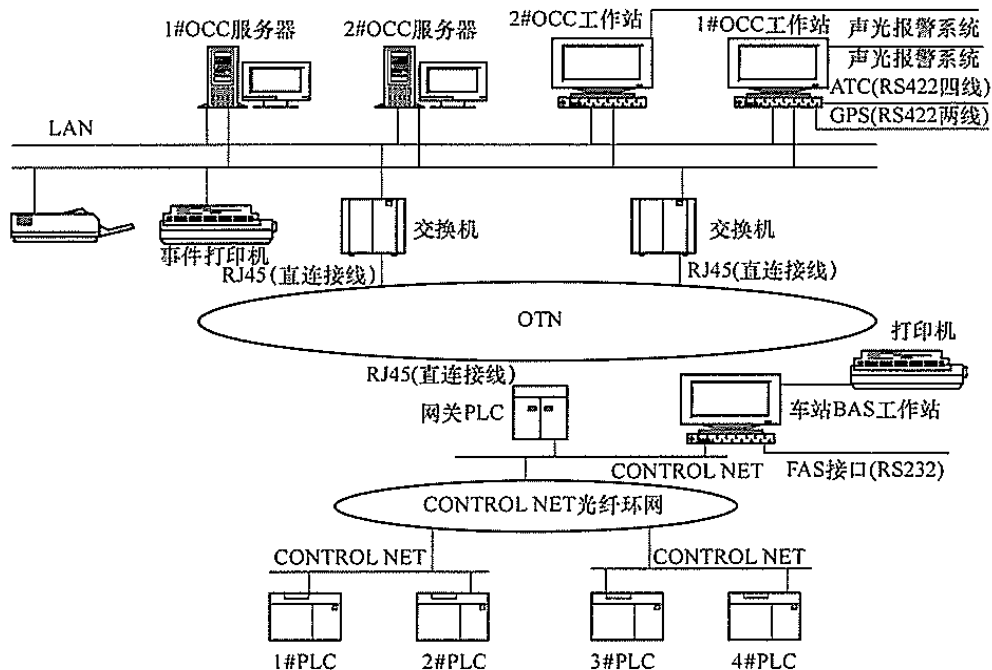 1#OCC服务器
2#OCC服务器
2#OCC工作站
1#OCC工作站
声光报警系统
声光报警系统
ATC(RS422四线)
GPS(RS422两线)
LAN
事件打印机
交换机
交换机
RJ45(直连接线)
RJ45(直连接线)
OTN
打印机
RJ45(直连接线)
网关PLC
车站BAS工作站
CONTROL NET
FAS接口(RS232)
CONTROL NET光纤环网
CONTROL NET
CONTROL NET
1#PLC
2#PLC
3#PLC
4#PLC